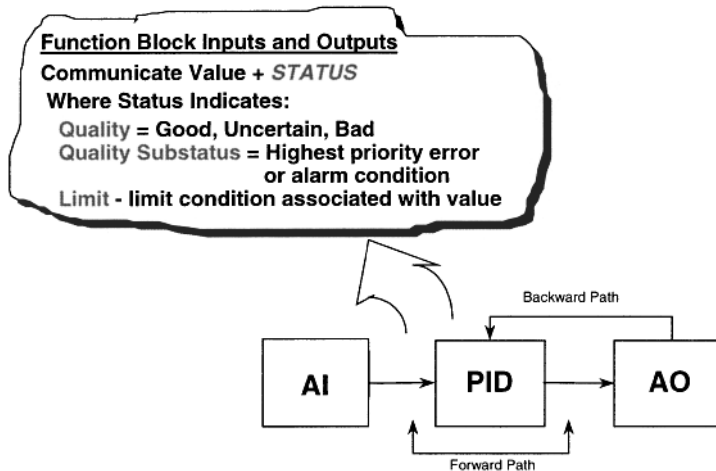 Function Block Inputs and Outputs
Communicate Value + STATUS
Where Status Indicates:
Quality = Good, Uncertain, Bad
Quality Substatus = Highest priority error
or alarm condition
Limit - limit condition associated with value
Backward Path
AI
PID
AO
Forward Path